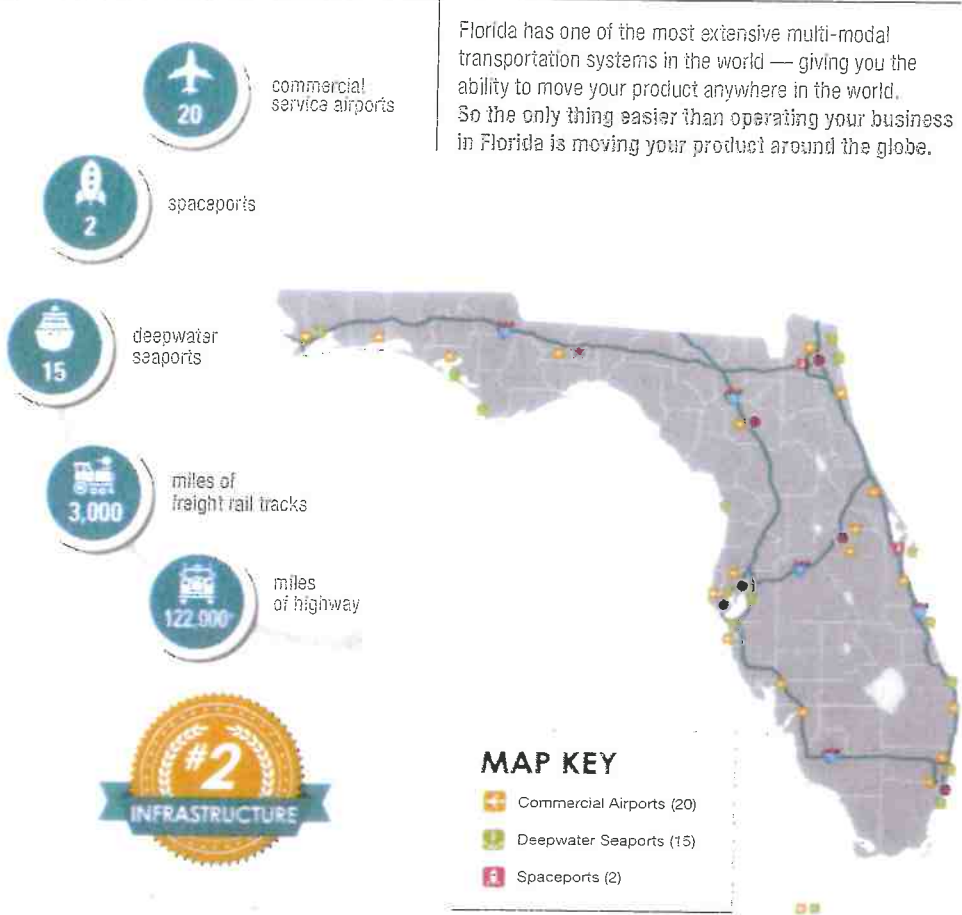 Florida has one of the most extensive multi-modal
transportation systems in the world — giving you the
ability to move your product anywhere in the world.
So the only thing easier than operating your business
in Florida is moving your product around the globe.
20
commercial
service airports
2
spaceports
15
deepwater
seaports
3,000
miles of
freight rail tracks
122,000+
miles
of highway
#2
INFRASTRUCTURE
MAP KEY
Commercial Airports (20)
Deepwater Seaports (15)
Spaceports (2)